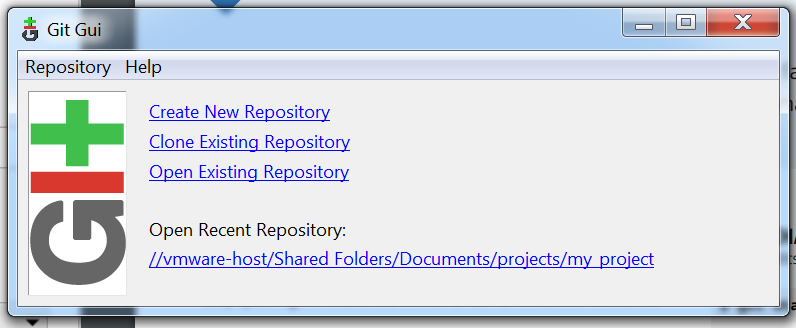 Git Gui
Repository Help
Create New Repository
Clone Existing Repository
Open Existing Repository
Open Recent Repository:
//vmware-host/Shared Folders/Documents/projects/my_project
GIT